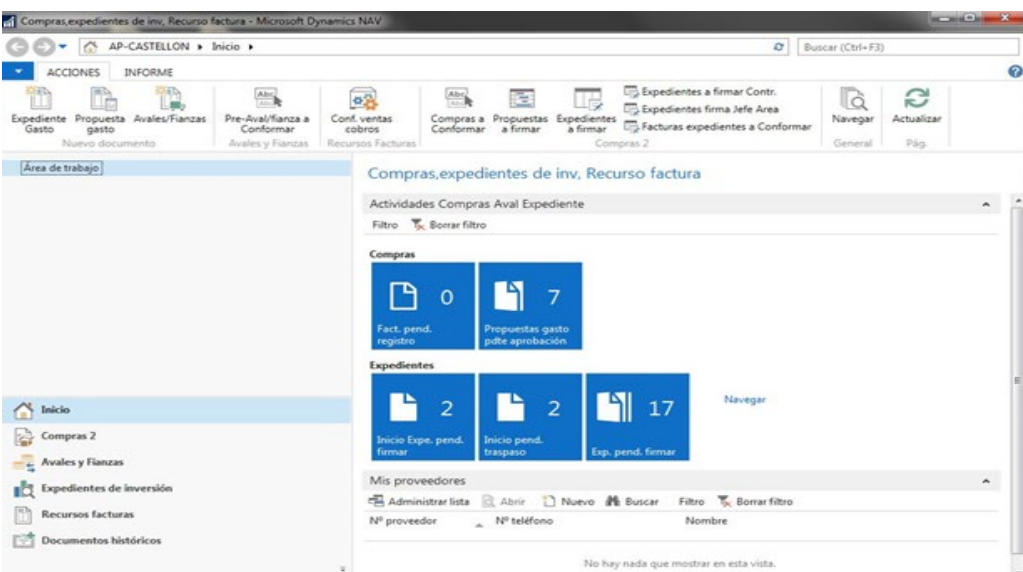 Compras,expedientes de inv, Recurso factura - Microsoft Dynamics NAV
AP-CASTELLON Inicio
Buscar (Ctrl+F3)
ACCIONES INFORME
Expediente Gasto
Propuesta gasto
Avales/Fianzas
Nuevo documento
Pre-Aval/fianza a Conformar
Avales y Fianzas
Conf. ventas cobros
Recursos Facturas
Compras a Conformar
Propuestas a firmar
Expedientes a firmar
Expedientes a firmar Contr.
Expedientes firma Jefe Area
Facturas expedientes a Conformar
Compras 2
Navegar
General
Actualizar
Pág.
Área de trabajo
Inicio
Compras 2
Avales y Fianzas
Expedientes de inversión
Recursos facturas
Documentos históricos
Compras,expedientes de inv, Recurso factura
Actividades Compras Aval Expediente
Filtro Borrar filtro
Compras
0
Fact. pend.
registro
7
Propuestas gasto
pdte aprobación
Expedientes
2
Inicio Expe. pend.
firmar
2
Inicio pend.
traspaso
17
Exp. pend. firmar
Navegar
Mis proveedores
Administrar lista Abrir Nuevo Buscar Filtro Borrar filtro
Nº proveedor Nº teléfono Nombre
No hay nada que mostrar en esta vista.